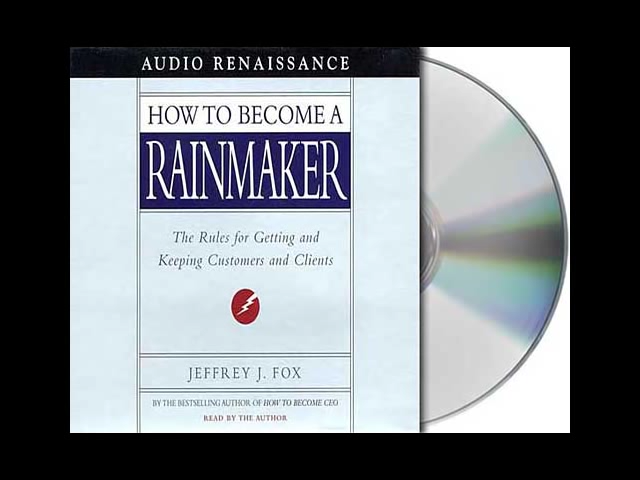 AUDIO RENAISSANCE
HOW TO BECOME A
RAINMAKER
The Rules for Getting and
Keeping Customers and Clients
JEFFREY J. FOX
BY THE BESTSELLING AUTHOR OF HOW TO BECOME CEO
READ BY THE AUTHOR